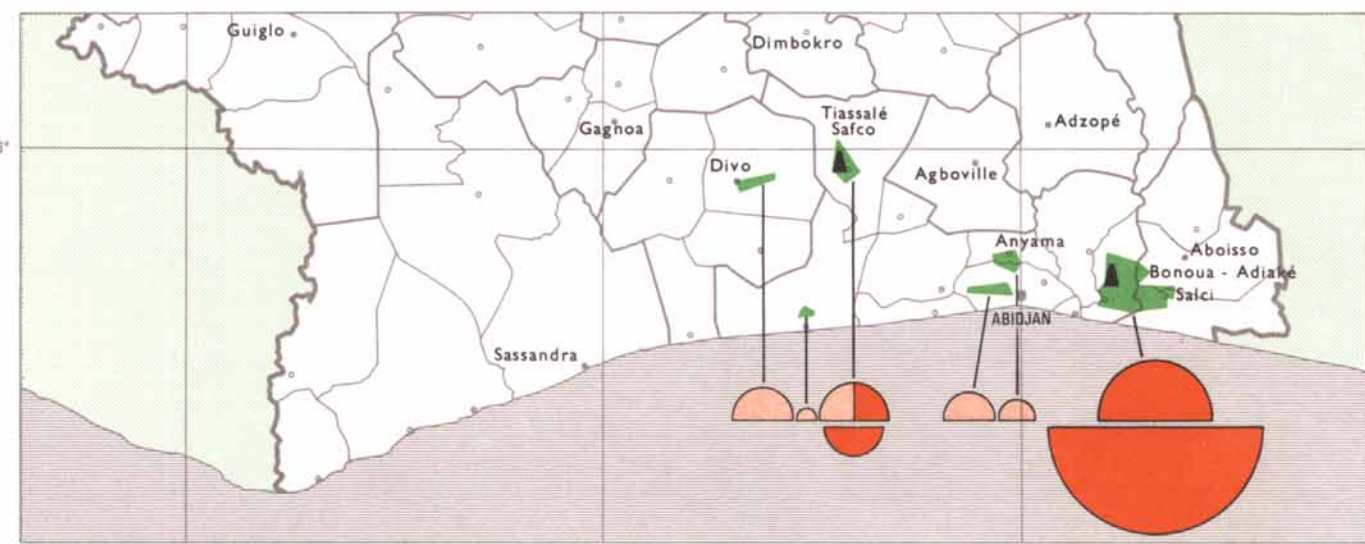 Guiglo
Dimbokro
Tiassalé
Safco
Gagnoa
Adzopé
Divo
Agboville
Anyama
Aboisso
Bonoua - Adiaké
Salci
ABIDJAN
Sassandra